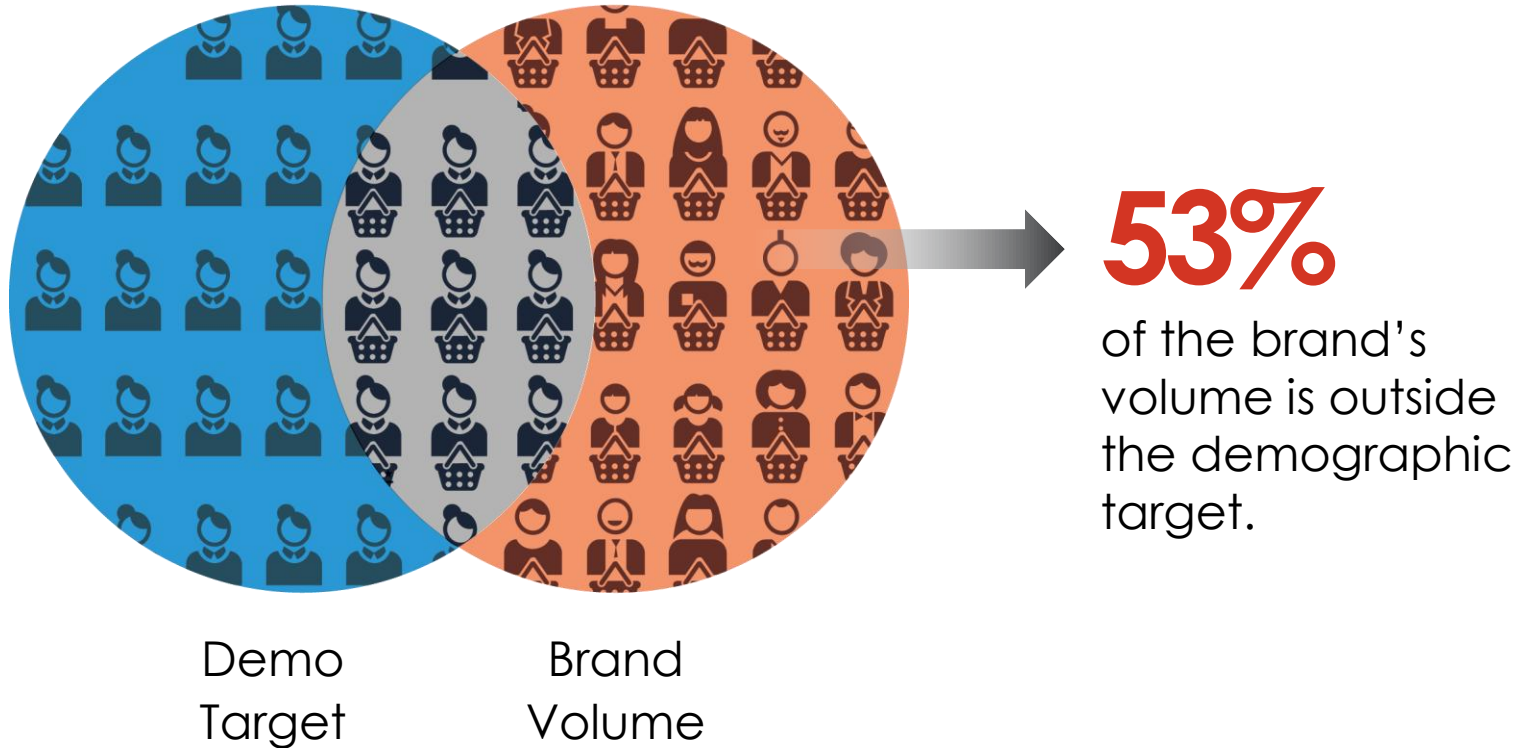 53%
of the brand’s
volume is outside
the demographic
target.
Demo
Target
Brand
Volume